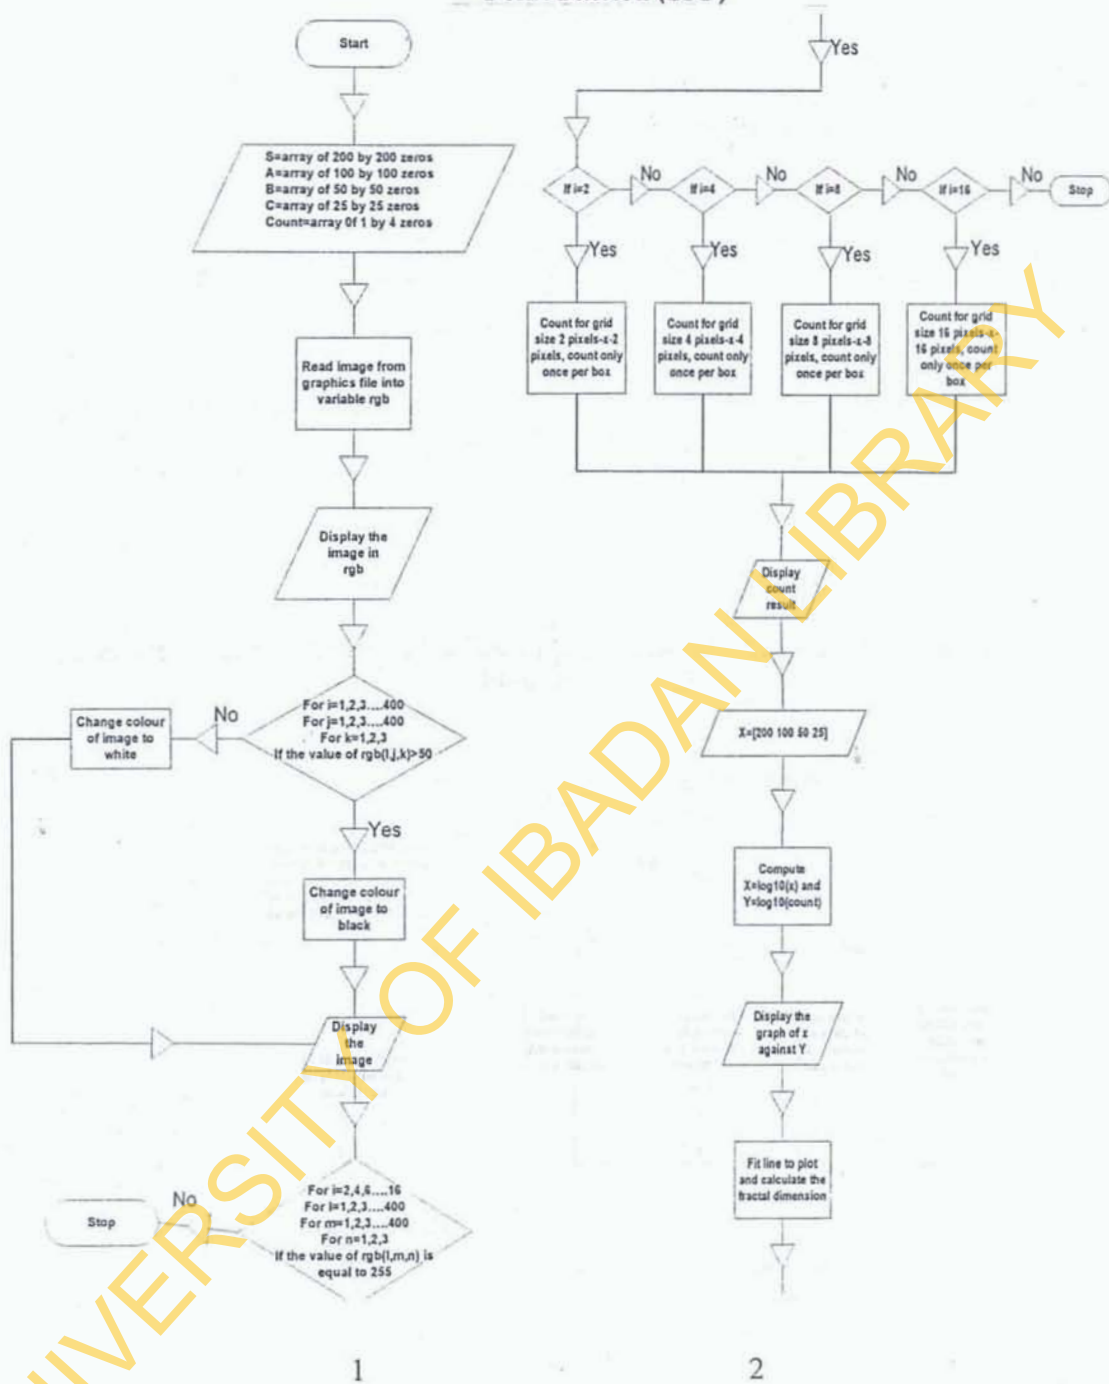 Start
S=array of 200 by 200 zeros
A=array of 100 by 100 zeros
B=array of 50 by 50 zeros
C=array of 25 by 25 zeros
Count=array 0f 1 by 4 zeros
Read image from
graphics file into
variable rgb
Display the
image in
rgb
For i=1,2,3....400
For j=1,2,3....400
For k=1,2,3
If the value of rgb(i,j,k)>50
No
Change colour
of image to
white
Yes
Change colour
of image to
black
Display
the
image
For i=2,4,6....16
For l=1,2,3....400
For m=1,2,3....400
For n=1,2,3
If the value of rgb(l,m,n) is
equal to 255
No
Stop
1
Yes
If i=2
No
If i=4
No
If i=8
No
If i=16
No
Stop
Yes
Yes
Yes
Yes
Count for grid
size 2 pixels-x-2
pixels, count only
once per box
Count for grid
size 4 pixels-x-4
pixels, count only
once per box
Count for grid
size 8 pixels-x-8
pixels, count only
once per box
Count for grid
size 16 pixels-x-
16 pixels, count
only once per
box
Display
count
result
X=[200 100 50 25]
Compute
X=log10(x) and
Y=log10(count)
Display the
graph of x
against Y
Fit line to plot
and calculate the
fractal dimension
2
UNIVERSITY OF IBADAN LIBRARY